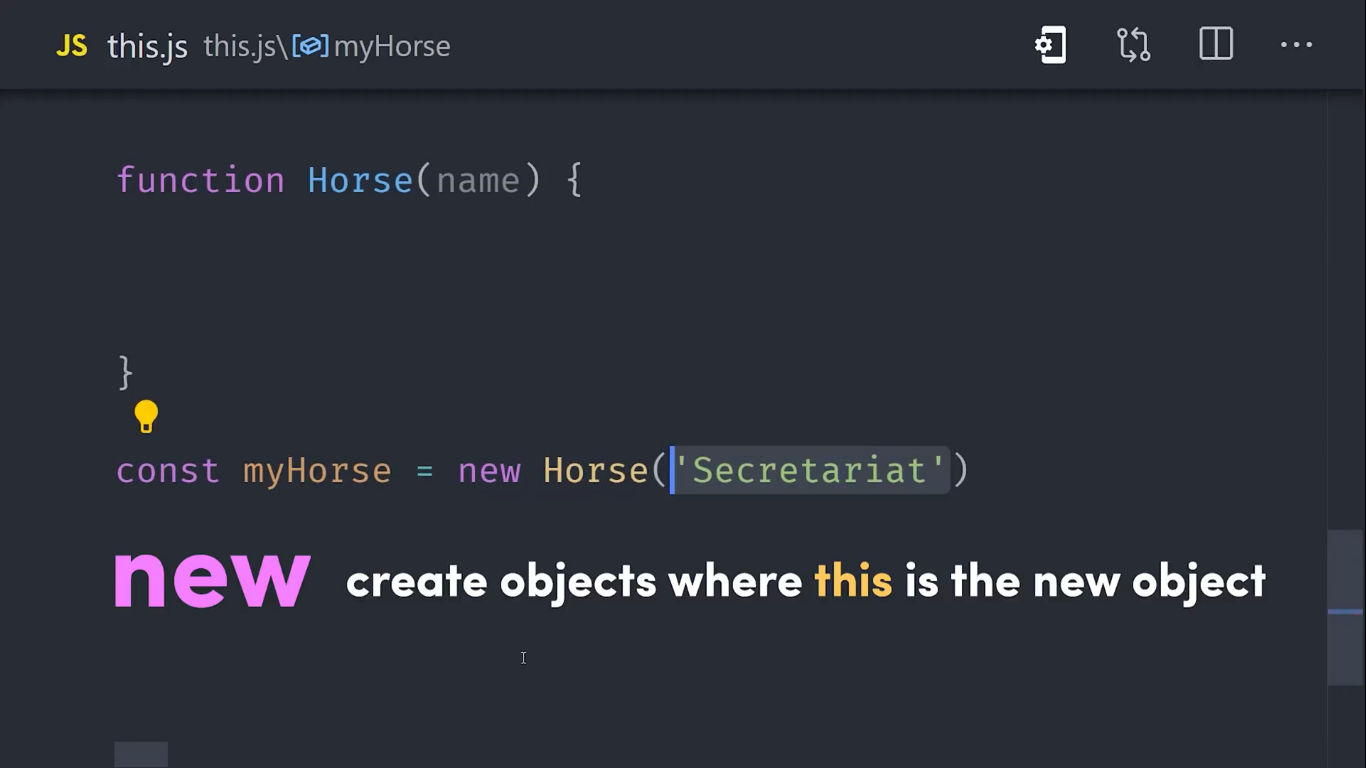 JS this.js this.js\myHorse
function Horse(name) {
}
const myHorse = new Horse('Secretariat')
new create objects where this is the new object